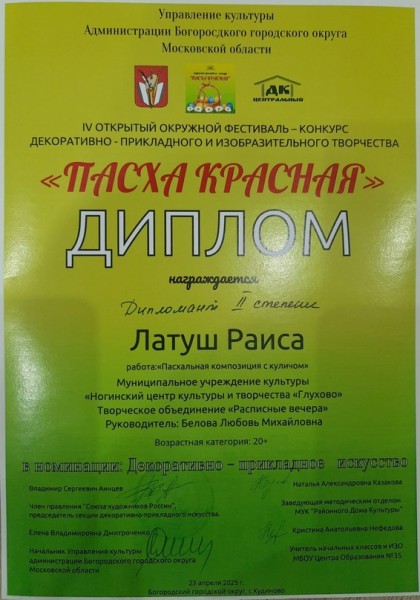 Управление культуры
Администрации Богородского городского округа
Московской области
ДК
ЦЕНТРАЛЬНЫЙ
IV ОТКРЫТЫЙ ОКРУЖНОЙ ФЕСТИВАЛЬ – КОНКУРС
ДЕКОРАТИВНО - ПРИКЛАДНОГО И ИЗОБРАЗИТЕЛЬНОГО ТВОРЧЕСТВА
«ПАСХА КРАСНАЯ»
ДИПЛОМ
награждается
Дипломант II степени
Латуш Раиса
работа:«Пасхальная композиция с куличом»
Муниципальное учреждение культуры
«Ногинский центр культуры и творчества «Глухово»
Творческое объединение «Расписные вечера»
Руководитель: Белова Любовь Михайловна
Возрастная категория: 20+
в номинации: Декоративно – прикладное искусство
Владимир Сергеевич Аинцев
Наталья Александровна Казакова
Член правления "Союза художников России",
председатель секции декоративно-прикладного искусства
Заведующая методическим отделом
МУК "Районного Дома Культуры"
Елена Владимировна Дмитроченко
Кристина Анатольевна Нефедова
Начальник Управления культуры
администрации Богородского городского округа
Московской области
Учитель начальных классов и ИЗО
МБОУ Центра Образования №35
23 апреля 2025 г.
Богородский городской округ, г. Кудиново